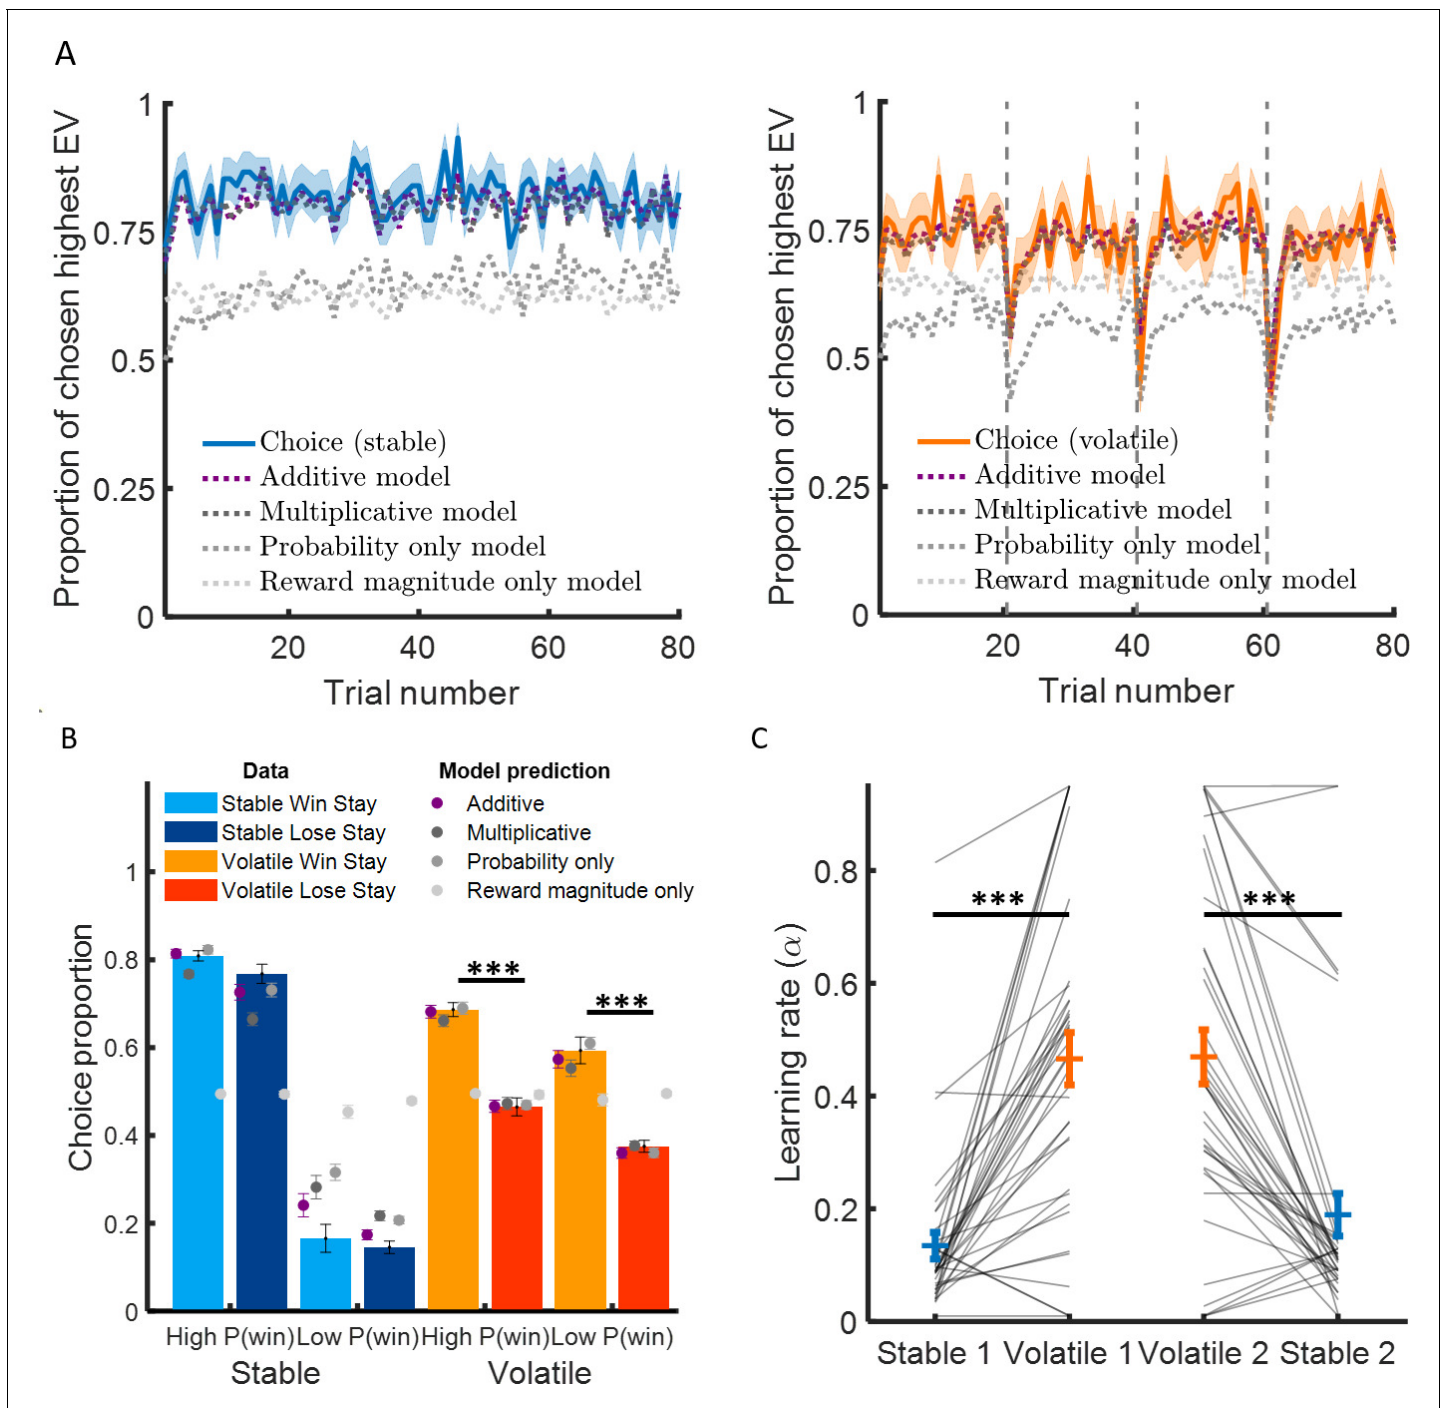 A
Proportion of chosen highest EV
1
0.75
0.5
0.25
0
Choice (stable)
Additive model
Multiplicative model
Probability only model
Reward magnitude only model
20 40 60 80
Trial number
Proportion of chosen highest EV
1
0.75
0.5
0.25
0
Choice (volatile)
Additive model
Multiplicative model
Probability only model
Reward magnitude only model
20 40 60 80
Trial number
B
Data
Stable Win Stay
Stable Lose Stay
Volatile Win Stay
Volatile Lose Stay
Model prediction
Additive
Multiplicative
Probability only
Reward magnitude only
Choice proportion
1
0.8
0.6
0.4
0.2
0
***
***
High P(win) Low P(win) High P(win) Low P(win)
Stable Volatile
C
Learning rate (α)
0.8
0.6
0.4
0.2
0
*** ***
Stable 1 Volatile 1 Volatile 2 Stable 2